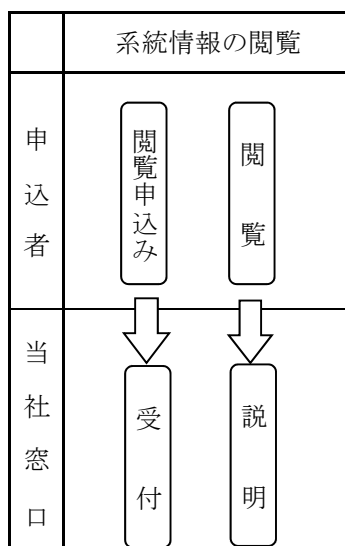 系統情報の閲覧
申込者
閲覧申込み
閲覧
当社窓口
受付
説明